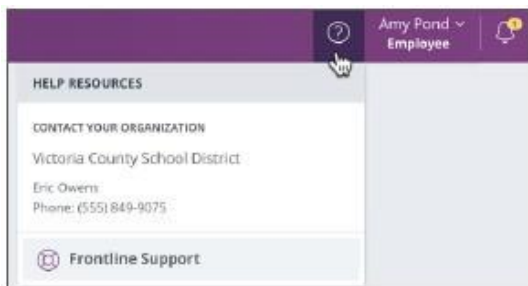 Amy Pond
Employee
1
HELP RESOURCES
CONTACT YOUR ORGANIZATION
Victoria County School District
Eric Owens
Phone: (555) 849-9075
Frontline Support